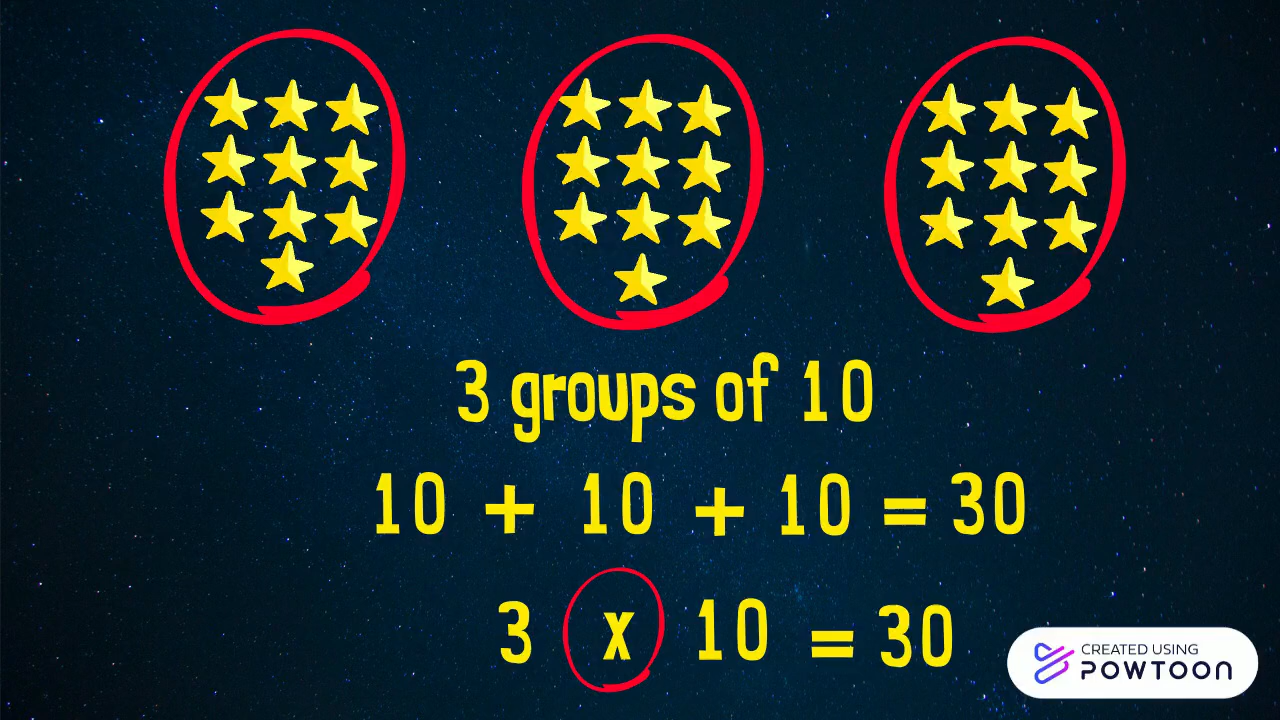 3 groups of 10
10 + 10 + 10 = 30
3 x 10 = 30
CREATED USING
POWTOON